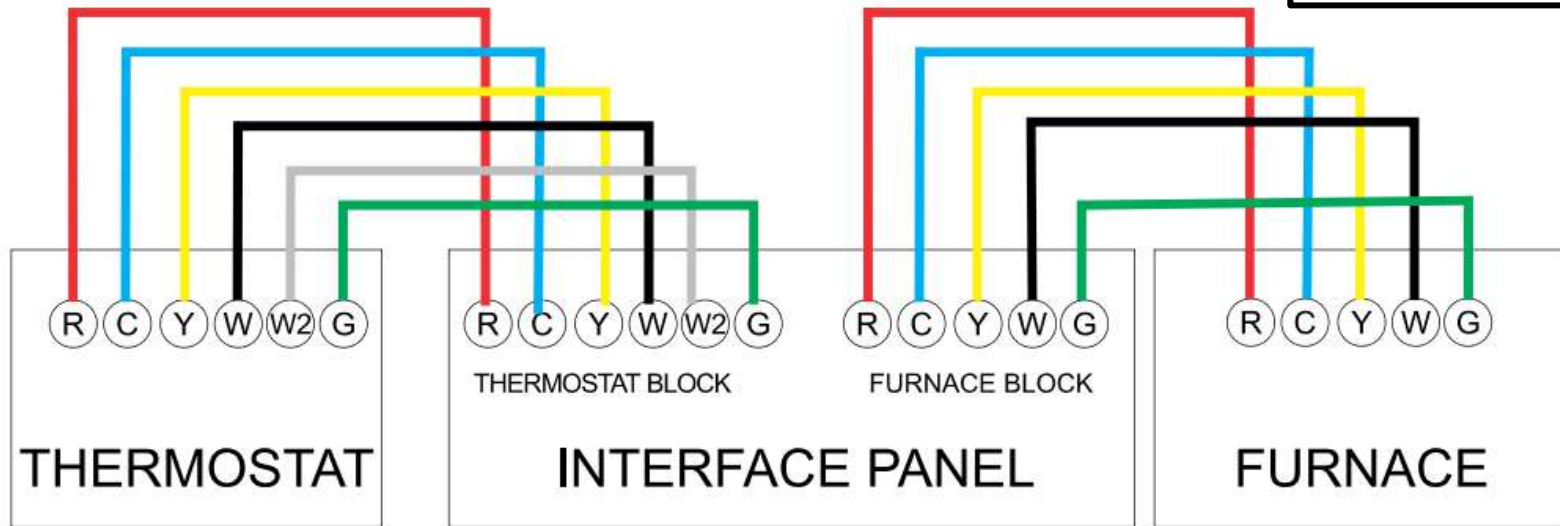 R C Y W W2 G R C Y W W2 G R C Y W G R C Y W G
THERMOSTAT BLOCK FURNACE BLOCK
THERMOSTAT INTERFACE PANEL FURNACE